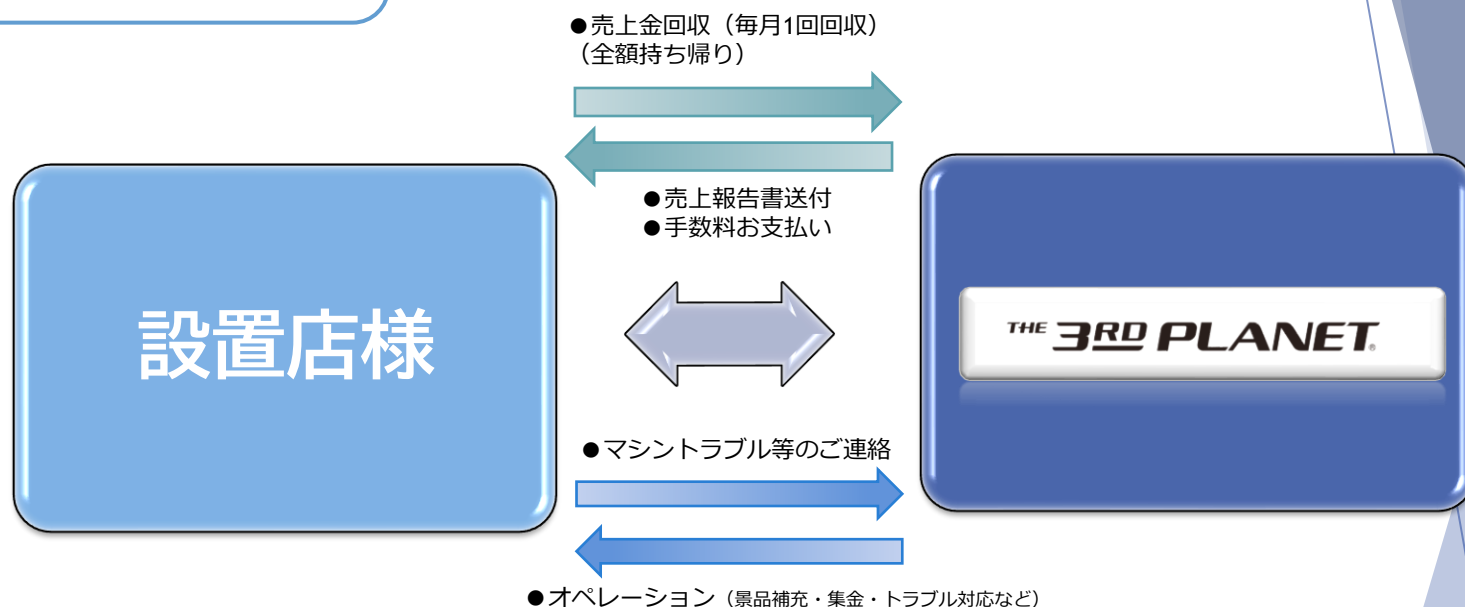 ●売上金回収（毎月1回回収）
（全額持ち帰り）
●売上報告書送付
●手数料お支払い
設置店様
THE 3RD PLANET®
●マシントラブル等のご連絡
●オペレーション（景品補充・集金・トラブル対応など）